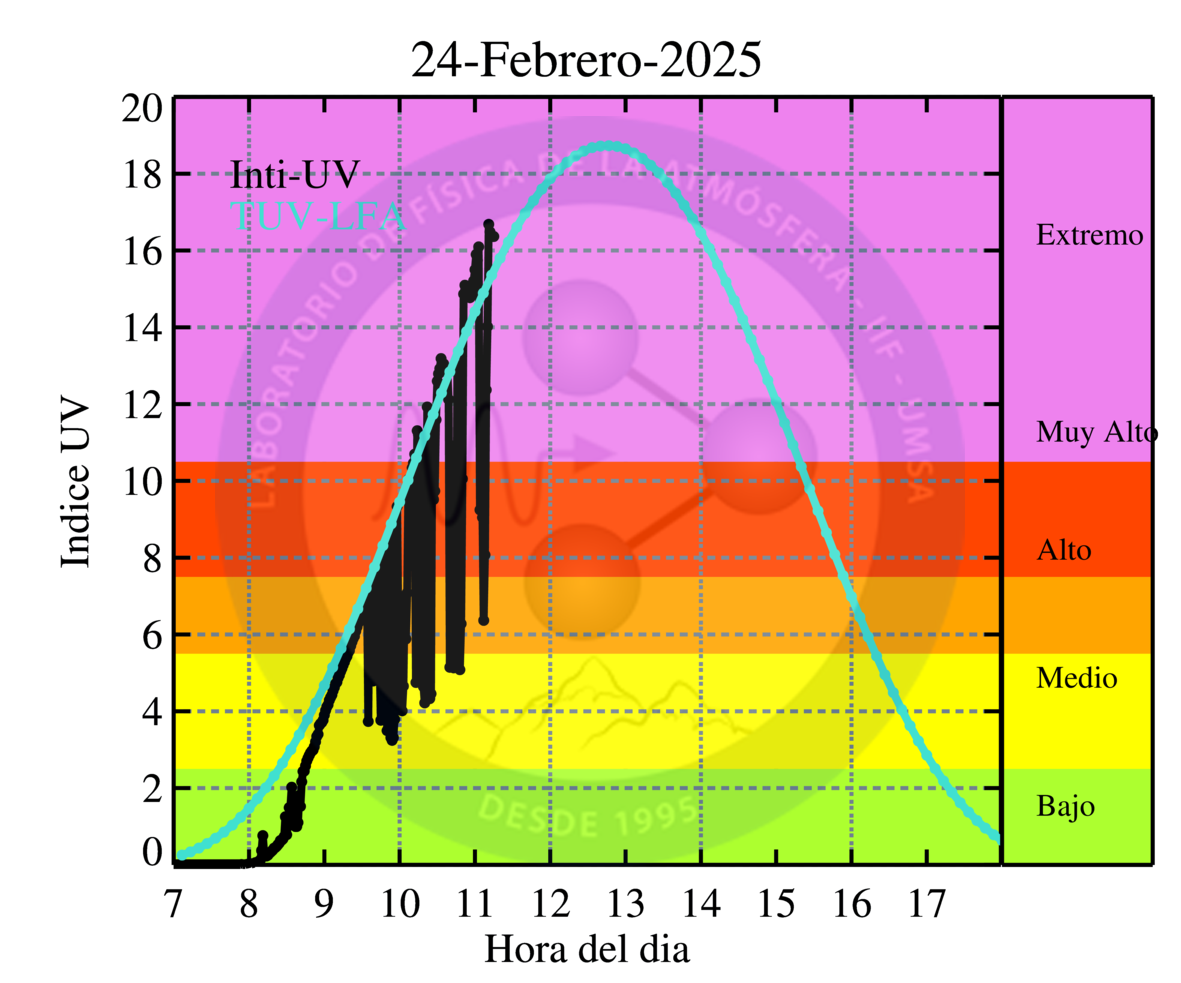 24-Febrero-2025
Inti-UV
TUV-LFA
LABORATORIO DE FÍSICA DE LA ATMÓSFERA - IIF - UMSA
DESDE 1995
Indice UV
20
18
16
14
12
10
8
6
4
2
0
Extremo
Muy Alto
Alto
Medio
Bajo
7 8 9 10 11 12 13 14 15 16 17
Hora del dia